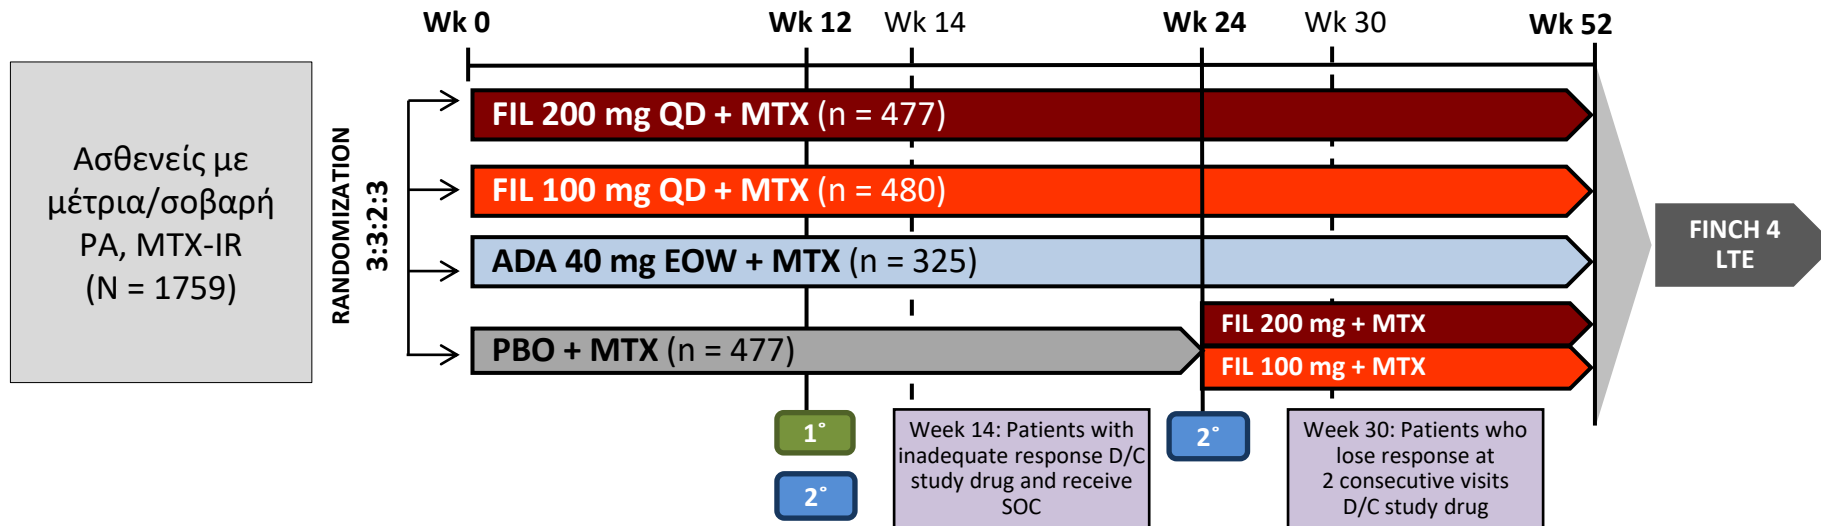 Wk 0
Wk 12
Wk 14
Wk 24
Wk 30
Wk 52
Ασθενείς με
μέτρια/σοβαρή
ΡΑ, MTX-IR
(N = 1759)
RANDOMIZATION
3:3:2:3
FIL 200 mg QD + MTX (n = 477)
FIL 100 mg QD + MTX (n = 480)
ADA 40 mg EOW + MTX (n = 325)
PBO + MTX (n = 477)
FIL 200 mg + MTX
FIL 100 mg + MTX
FINCH 4
LTE
1°
2°
Week 14: Patients with
inadequate response D/C
study drug and receive
SOC
2°
Week 30: Patients who
lose response at
2 consecutive visits
D/C study drug